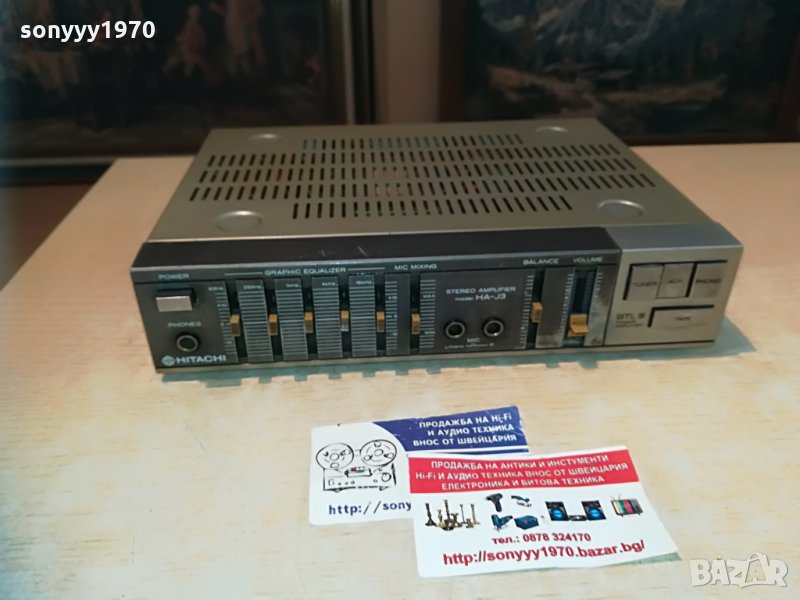 sonyyy1970
sonyyy1970
POWER
GRAPHIC EQUALIZER
MIC MIXING
BALANCE
VOLUME
STEREO AMPLIFIER
model HA-J3
TUNER
AUX
PHONO
TAPE
PHONES
MIC
HITACHI
ПРОДАЖБА НА Hi-Fi
И АУДИО ТЕХНИКА
ВНОС ОТ ШВЕЙЦАРИЯ
http://sony
ПРОДАЖБА НА АНТИКИ И ИНСТУМЕНТИ
Hi-Fi И АУДИО ТЕХНИКА ВНОС ОТ ШВЕЙЦАРИЯ
ЕЛЕКТРОНИКА И БИТОВА ТЕХНИКА
тел.: 0878 324170
http://sonyyy1970.bazar.bg/
BAZAR